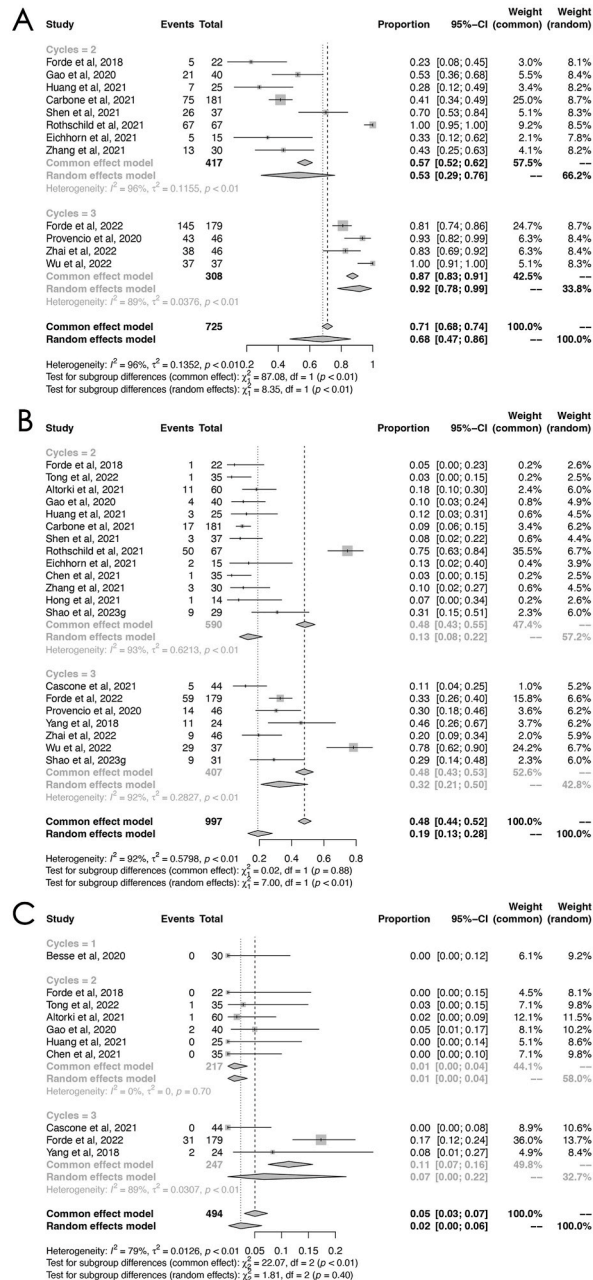 A
Weight Weight
Study Events Total Proportion 95%−CI (common) (random)
Cycles = 2
Forde et al, 2018 5 22 0.23 [0.08; 0.45] 3.0% 8.1%
Gao et al, 2020 21 40 0.53 [0.36; 0.68] 5.5% 8.4%
Huang et al, 2021 7 25 0.28 [0.12; 0.49] 3.4% 8.2%
Carbone et al, 2021 75 181 0.41 [0.34; 0.49] 25.0% 8.7%
Shen et al, 2021 26 37 0.70 [0.53; 0.84] 5.1% 8.3%
Rothschild et al, 2021 67 67 1.00 [0.95; 1.00] 9.2% 8.5%
Eichhorn et al, 2021 5 15 0.33 [0.12; 0.62] 2.1% 7.8%
Zhang et al, 2021 13 30 0.43 [0.25; 0.63] 4.1% 8.2%
Common effect model 417 0.57 [0.52; 0.62] 57.5% −−
Random effects model 0.53 [0.29; 0.76] −− 66.2%
Heterogeneity: I² = 96%, τ² = 0.1155, p < 0.01
Cycles = 3
Forde et al, 2022 145 179 0.81 [0.74; 0.86] 24.7% 8.7%
Provencio et al, 2020 43 46 0.93 [0.82; 0.99] 6.3% 8.4%
Zhai et al, 2022 38 46 0.83 [0.69; 0.92] 6.3% 8.4%
Wu et al, 2022 37 37 1.00 [0.91; 1.00] 5.1% 8.3%
Common effect model 308 0.87 [0.83; 0.91] 42.5% −−
Random effects model 0.92 [0.78; 0.99] −− 33.8%
Heterogeneity: I² = 89%, τ² = 0.0376, p < 0.01
Common effect model 725 0.71 [0.68; 0.74] 100.0% −−
Random effects model 0.68 [0.47; 0.86] −− 100.0%
Heterogeneity: I² = 96%, τ² = 0.1352, p < 0.01 0.2 0.4 0.6 0.8 1
Test for subgroup differences (common effect): χ²₁ = 87.08, df = 1 (p < 0.01)
Test for subgroup differences (random effects): χ²₁ = 8.35, df = 1 (p < 0.01)
B
Weight Weight
Study Events Total Proportion 95%−CI (common) (random)
Cycles = 2
Forde et al, 2018 1 22 0.05 [0.00; 0.23] 0.2% 2.6%
Tong et al, 2022 1 35 0.03 [0.00; 0.15] 0.2% 2.5%
Altorki et al, 2021 11 60 0.18 [0.10; 0.30] 2.4% 6.0%
Gao et al, 2020 4 40 0.10 [0.03; 0.24] 0.8% 4.9%
Huang et al, 2021 3 25 0.12 [0.03; 0.31] 0.6% 4.5%
Carbone et al, 2021 17 181 0.09 [0.06; 0.15] 3.4% 6.2%
Shen et al, 2021 3 37 0.08 [0.02; 0.22] 0.6% 4.4%
Rothschild et al, 2021 50 67 0.75 [0.63; 0.84] 35.5% 6.7%
Eichhorn et al, 2021 2 15 0.13 [0.02; 0.40] 0.4% 3.9%
Chen et al, 2021 1 35 0.03 [0.00; 0.15] 0.2% 2.5%
Zhang et al, 2021 3 30 0.10 [0.02; 0.27] 0.6% 4.5%
Hong et al, 2021 1 14 0.07 [0.00; 0.34] 0.2% 2.6%
Shao et al, 2023g 9 29 0.31 [0.15; 0.51] 2.3% 6.0%
Common effect model 590 0.48 [0.43; 0.55] 47.4% −−
Random effects model 0.13 [0.08; 0.22] −− 57.2%
Heterogeneity: I² = 93%, τ² = 0.6213, p < 0.01
Cycles = 3
Cascone et al, 2021 5 44 0.11 [0.04; 0.25] 1.0% 5.2%
Forde et al, 2022 59 179 0.33 [0.26; 0.40] 15.8% 6.6%
Provencio et al, 2020 14 46 0.30 [0.18; 0.46] 3.6% 6.2%
Yang et al, 2018 11 24 0.46 [0.26; 0.67] 3.7% 6.2%
Zhai et al, 2022 9 46 0.20 [0.09; 0.34] 2.0% 5.9%
Wu et al, 2022 29 37 0.78 [0.62; 0.90] 24.2% 6.7%
Shao et al, 2023g 9 31 0.29 [0.14; 0.48] 2.3% 6.0%
Common effect model 407 0.48 [0.43; 0.53] 52.6% −−
Random effects model 0.32 [0.21; 0.50] −− 42.8%
Heterogeneity: I² = 92%, τ² = 0.2827, p < 0.01
Common effect model 997 0.48 [0.44; 0.52] 100.0% −−
Random effects model 0.19 [0.13; 0.28] −− 100.0%
Heterogeneity: I² = 92%, τ² = 0.5798, p < 0.01 0.2 0.4 0.6 0.8
Test for subgroup differences (common effect): χ²₁ = 0.02, df = 1 (p = 0.88)
Test for subgroup differences (random effects): χ²₁ = 7.00, df = 1 (p < 0.01)
C
Weight Weight
Study Events Total Proportion 95%−CI (common) (random)
Cycles = 1
Besse et al, 2020 0 30 0.00 [0.00; 0.12] 6.1% 9.2%
Cycles = 2
Forde et al, 2018 0 22 0.00 [0.00; 0.15] 4.5% 8.1%
Tong et al, 2022 1 35 0.03 [0.00; 0.15] 7.1% 9.8%
Altorki et al, 2021 1 60 0.02 [0.00; 0.09] 12.1% 11.5%
Gao et al, 2020 2 40 0.05 [0.01; 0.17] 8.1% 10.2%
Huang et al, 2021 0 25 0.00 [0.00; 0.14] 5.1% 8.6%
Chen et al, 2021 0 35 0.00 [0.00; 0.10] 7.1% 9.8%
Common effect model 217 0.01 [0.00; 0.04] 44.1% −−
Random effects model 0.01 [0.00; 0.04] −− 58.0%
Heterogeneity: I² = 0%, τ² = 0, p = 0.70
Cycles = 3
Cascone et al, 2021 0 44 0.00 [0.00; 0.08] 8.9% 10.6%
Forde et al, 2022 31 179 0.17 [0.12; 0.24] 36.0% 13.7%
Yang et al, 2018 2 24 0.08 [0.01; 0.27] 4.9% 8.4%
Common effect model 247 0.11 [0.07; 0.16] 49.8% −−
Random effects model 0.07 [0.00; 0.22] −− 32.7%
Heterogeneity: I² = 89%, τ² = 0.0307, p < 0.01
Common effect model 494 0.05 [0.03; 0.07] 100.0% −−
Random effects model 0.02 [0.00; 0.06] −− 100.0%
Heterogeneity: I² = 79%, τ² = 0.0126, p < 0.01 0.05 0.1 0.15 0.2
Test for subgroup differences (common effect): χ²₂ = 22.07, df = 2 (p < 0.01)
Test for subgroup differences (random effects): χ²₂ = 1.81, df = 2 (p = 0.40)